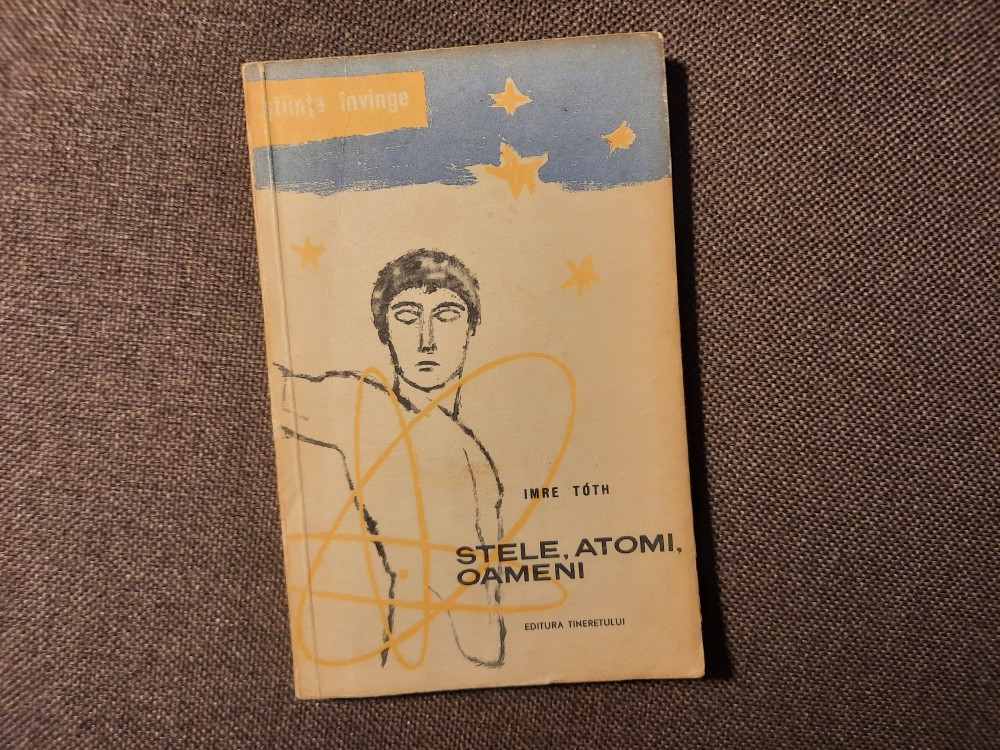 știința învinge
IMRE TÓTH
STELE, ATOMI,
OAMENI
EDITURA TINERETULUI